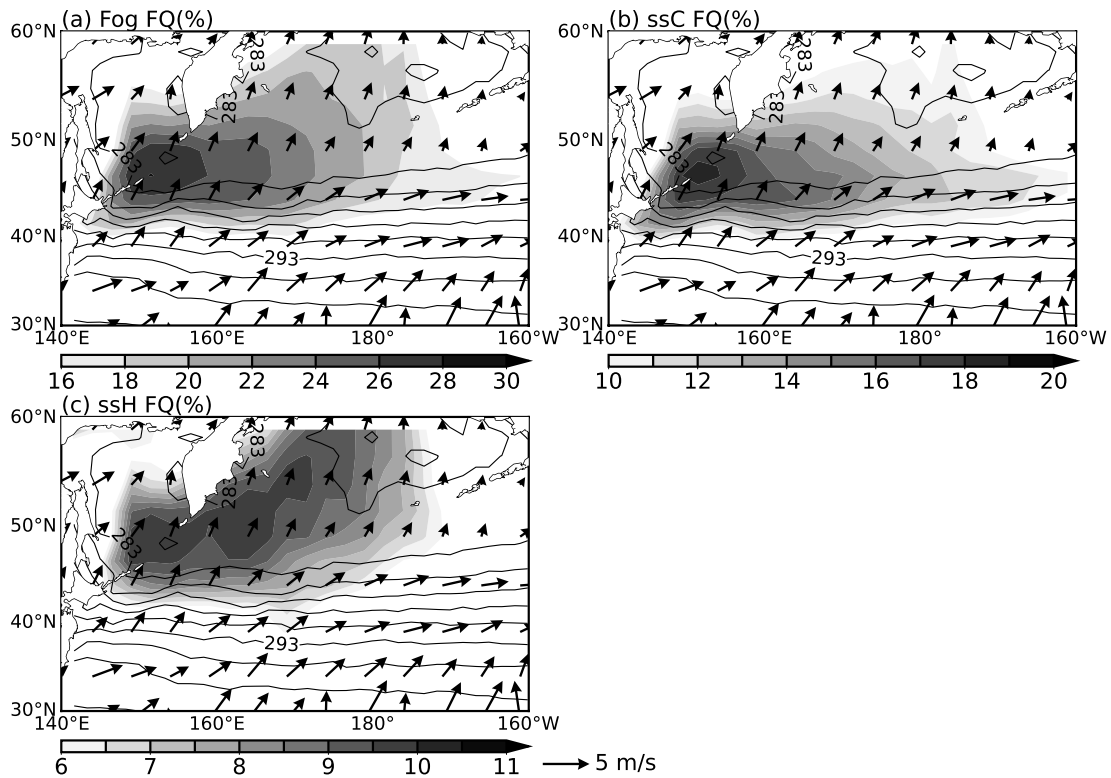 (a) Fog FQ(%)
60°N
50°N
40°N
30°N
140°E 160°E 180° 160°W
283
283
283
293
16 18 20 22 24 26 28 30
(b) ssC FQ(%)
60°N
50°N
40°N
30°N
140°E 160°E 180° 160°W
283
283
283
293
10 12 14 16 18 20
(c) ssH FQ(%)
60°N
50°N
40°N
30°N
140°E 160°E 180° 160°W
283
283
283
293
6 7 8 9 10 11
5 m/s